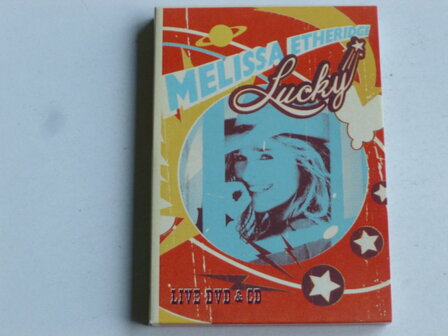 MELISSA ETHERIDGE
Lucky
LIVE DVD & CD